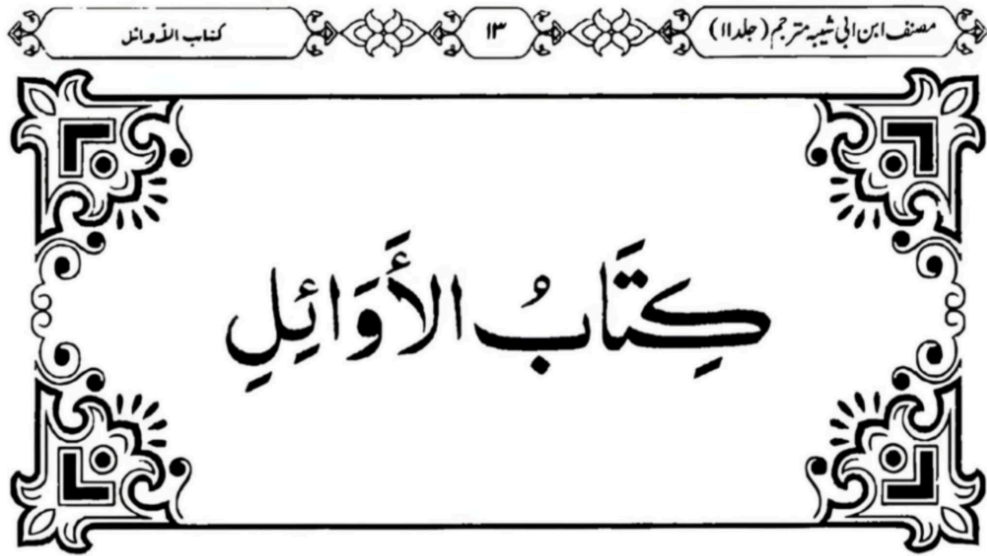 مصنف ابن ابی شیبہ مترجم (جلد ۱۱) ۱۳ کتاب الأوائل
كِتَابُ الأَوَائِلِ